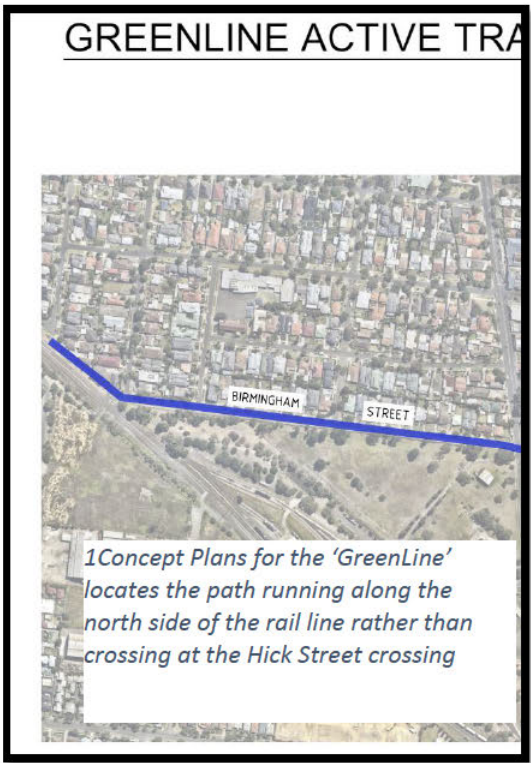 GREENLINE ACTIVE TRA
BIRMINGHAM
STREET
1Concept Plans for the ‘GreenLine’
locates the path running along the
north side of the rail line rather than
crossing at the Hick Street crossing